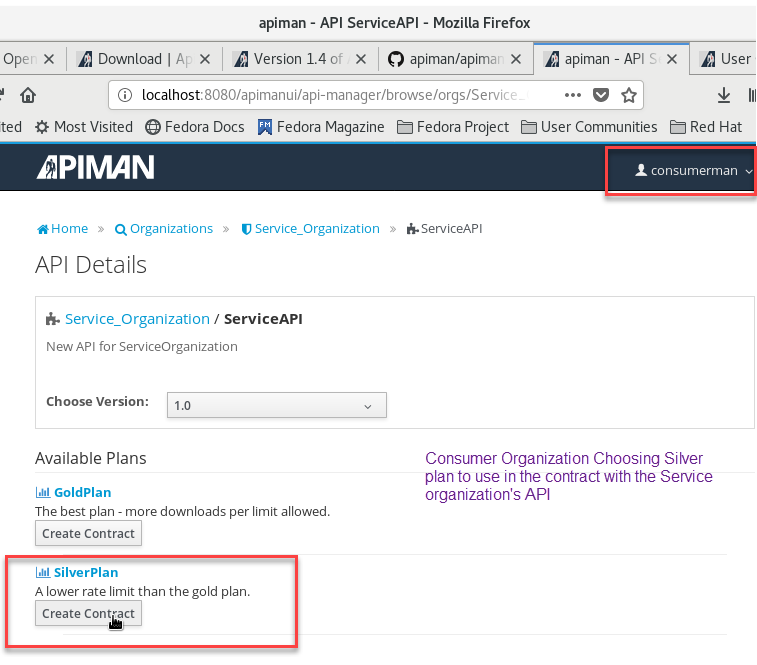 apiman - API ServiceAPI - Mozilla Firefox
Open
Download | Ap
Version 1.4 of A
apiman/apiman
apiman - API S
User
localhost:8080/apimanui/api-manager/browse/orgs/Service_
ited Most Visited Fedora Docs Fedora Magazine Fedora Project User Communities Red Hat
APIMAN
consumerman
Home » Organizations » Service_Organization » ServiceAPI
API Details
Service_Organization / ServiceAPI
New API for ServiceOrganization
Choose Version: 1.0
Available Plans
Consumer Organization Choosing Silver
plan to use in the contract with the Service
organization's API
GoldPlan
The best plan - more downloads per limit allowed.
Create Contract
SilverPlan
A lower rate limit than the gold plan.
Create Contract